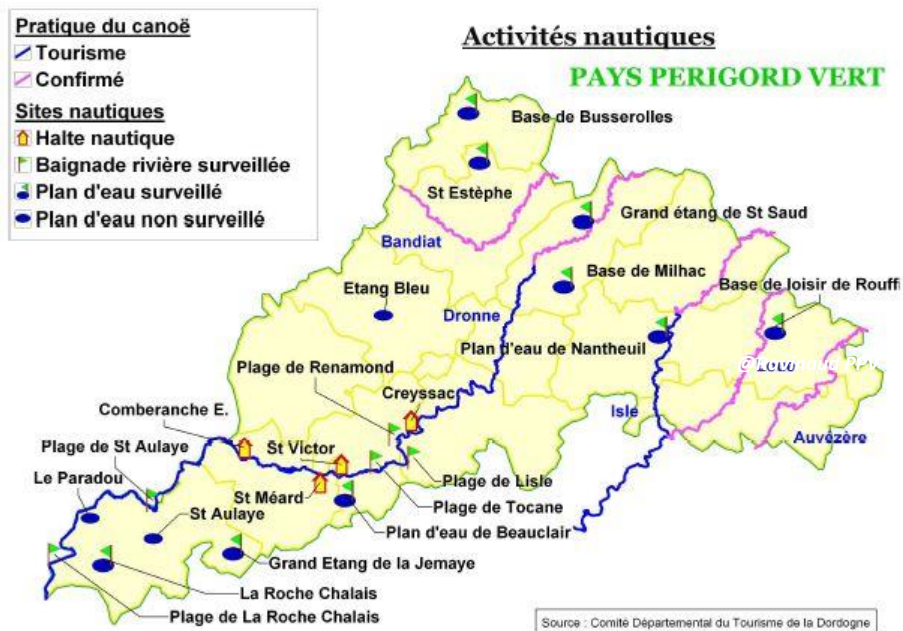 Pratique du canoë
Tourisme
Confirmé
Sites nautiques
Halte nautique
Baignade rivière surveillée
Plan d'eau surveillé
Plan d'eau non surveillé
Activités nautiques
PAYS PERIGORD VERT
Base de Busserolles
St Estèphe
Grand étang de St Saud
Bandiat
Base de Milhac
Base de loisir de Rouffi
Etang Bleu
Dronne
Plan d'eau de Nantheuil
Plage de Renamond
Creyssac
Comberanche E.
Isle
Auvézère
Plage de St Aulaye
St Victor
Le Paradou
St Méard
Plage de Lisle
Plage de Tocane
St Aulaye
Plan d'eau de Beauclair
Grand Etang de la Jemaye
La Roche Chalais
Plage de La Roche Chalais
Source : Comité Départemental du Tourisme de la Dordogne